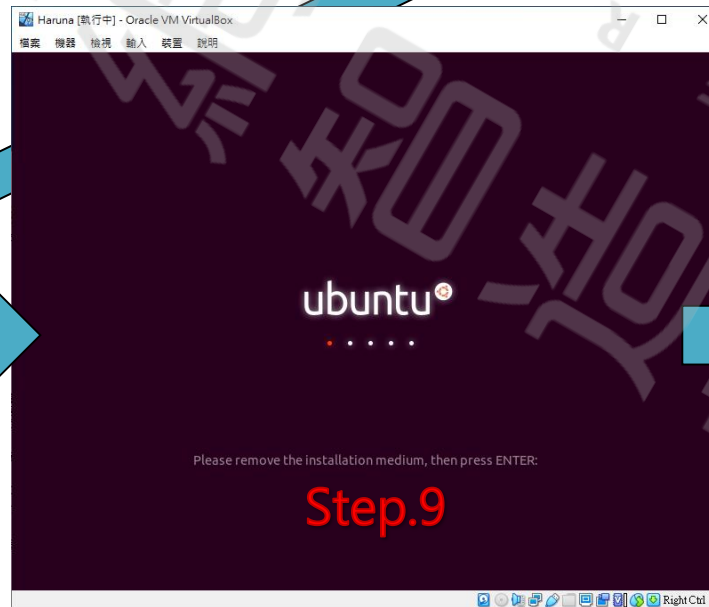 Haruna [執行中] - Oracle VM VirtualBox
檔案 機器 檢視 輸入 裝置 說明
ubuntu
Please remove the installation medium, then press ENTER:
Step.9
Right Ctrl